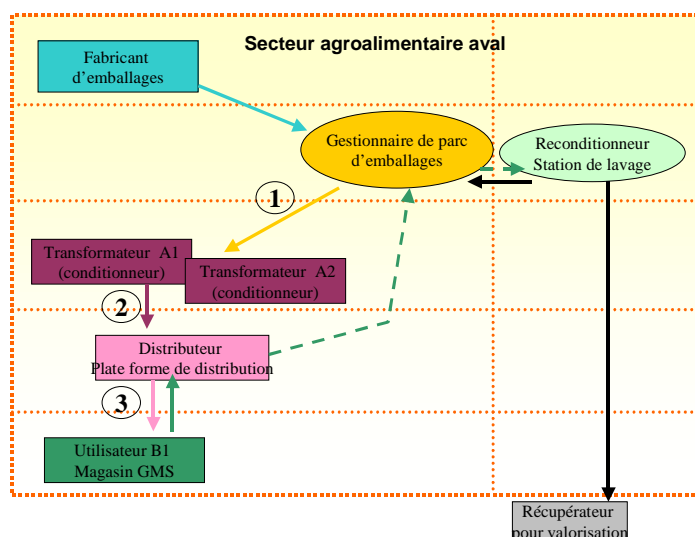 Secteur agroalimentaire aval
Fabricant
d'emballages
Gestionnaire de parc
d'emballages
Reconditionneur
Station de lavage
1
Transformateur A1
(conditionneur)
Transformateur A2
(conditionneur)
2
Distributeur
Plate forme de distribution
3
Utilisateur B1
Magasin GMS
Récupérateur
pour valorisation